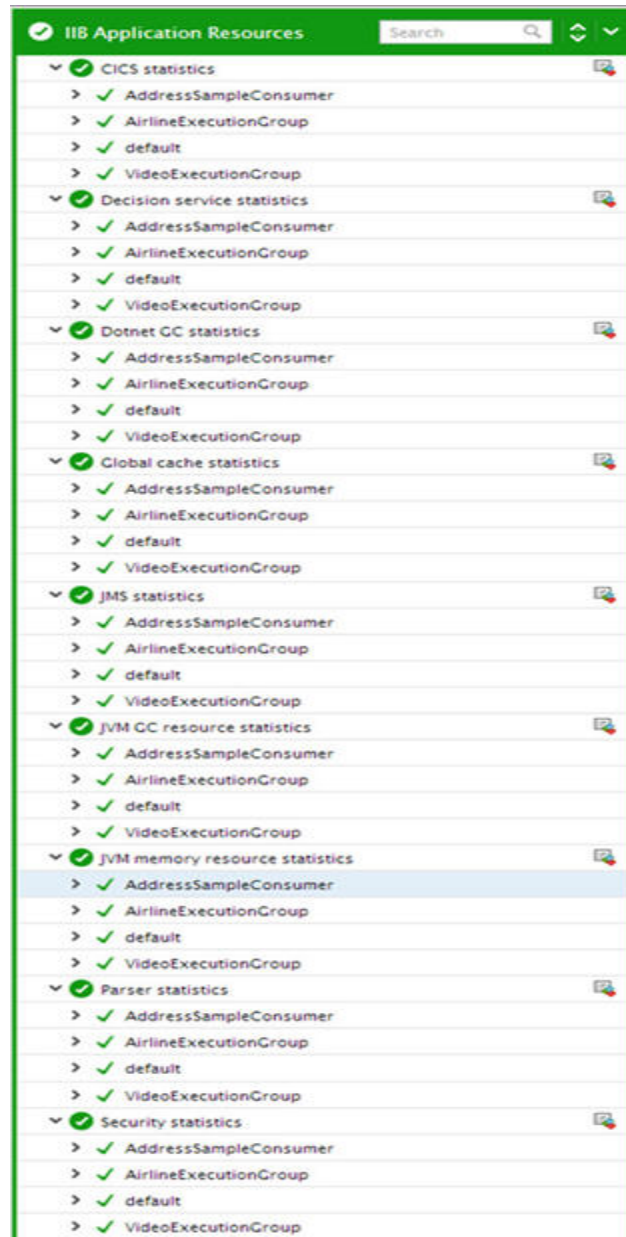 IIB Application Resources Search
CICS statistics
AddressSampleConsumer
AirlineExecutionGroup
default
VideoExecutionGroup
Decision service statistics
AddressSampleConsumer
AirlineExecutionGroup
default
VideoExecutionGroup
Dotnet GC statistics
AddressSampleConsumer
AirlineExecutionGroup
default
VideoExecutionGroup
Global cache statistics
AddressSampleConsumer
AirlineExecutionGroup
default
VideoExecutionGroup
JMS statistics
AddressSampleConsumer
AirlineExecutionGroup
default
VideoExecutionGroup
JVM GC resource statistics
AddressSampleConsumer
AirlineExecutionGroup
default
VideoExecutionGroup
JVM memory resource statistics
AddressSampleConsumer
AirlineExecutionGroup
default
VideoExecutionGroup
Parser statistics
AddressSampleConsumer
AirlineExecutionGroup
default
VideoExecutionGroup
Security statistics
AddressSampleConsumer
AirlineExecutionGroup
default
VideoExecutionGroup